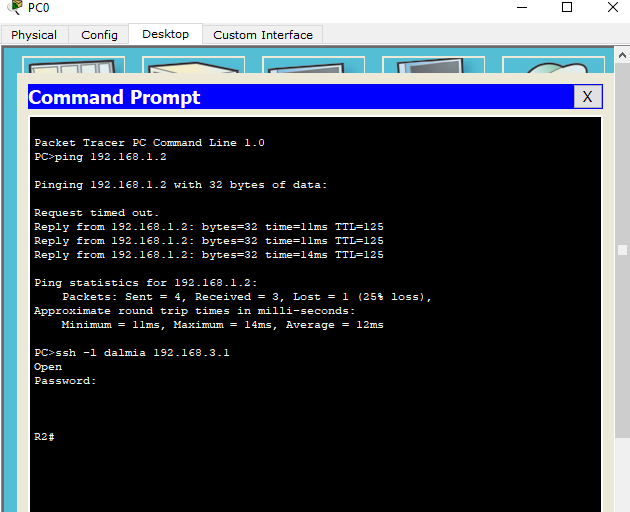 PC0
Physical Config Desktop Custom Interface
Command Prompt X
Packet Tracer PC Command Line 1.0
PC>ping 192.168.1.2
Pinging 192.168.1.2 with 32 bytes of data:
Request timed out.
Reply from 192.168.1.2: bytes=32 time=11ms TTL=125
Reply from 192.168.1.2: bytes=32 time=11ms TTL=125
Reply from 192.168.1.2: bytes=32 time=14ms TTL=125
Ping statistics for 192.168.1.2:
    Packets: Sent = 4, Received = 3, Lost = 1 (25% loss),
Approximate round trip times in milli-seconds:
    Minimum = 11ms, Maximum = 14ms, Average = 12ms
PC>ssh -l dalmia 192.168.3.1
Open
Password:
R2#